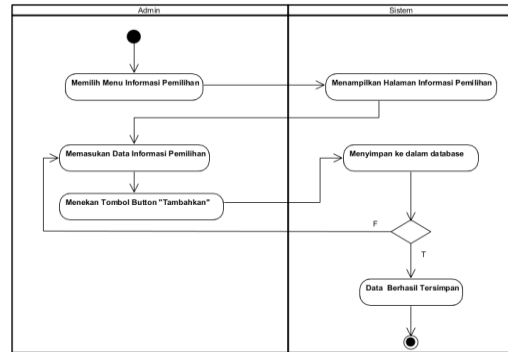 Admin
Sistem
Memilih Menu Informasi Pemilihan
Menampilkan Halaman Informasi Pemilihan
Memasukan Data Informasi Pemilihan
Menyimpan ke dalam database
Menekan Tombol Button "Tambahkan"
F
T
Data Berhasil Tersimpan